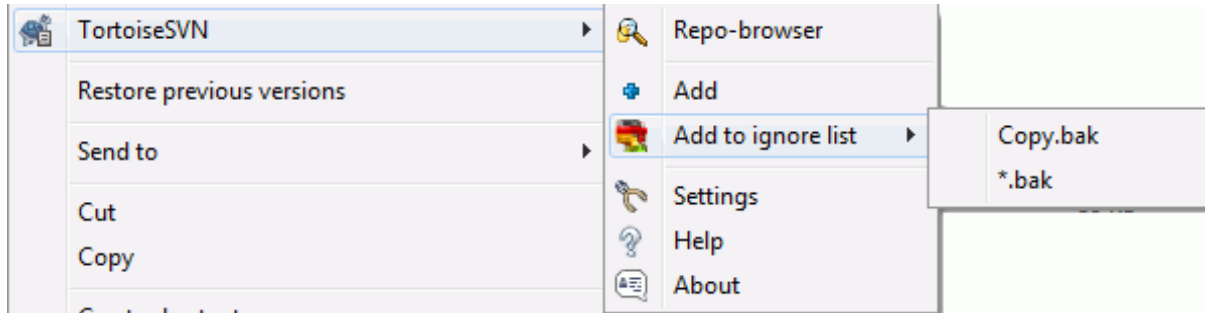 TortoiseSVN
Restore previous versions
Send to
Cut
Copy
Repo-browser
Add
Add to ignore list
Settings
Help
About
Copy.bak
*.bak